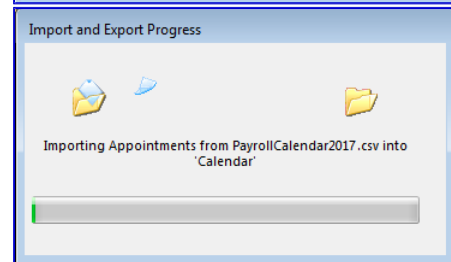 Import and Export Progress
Importing Appointments from PayrollCalendar2017.csv into
'Calendar'